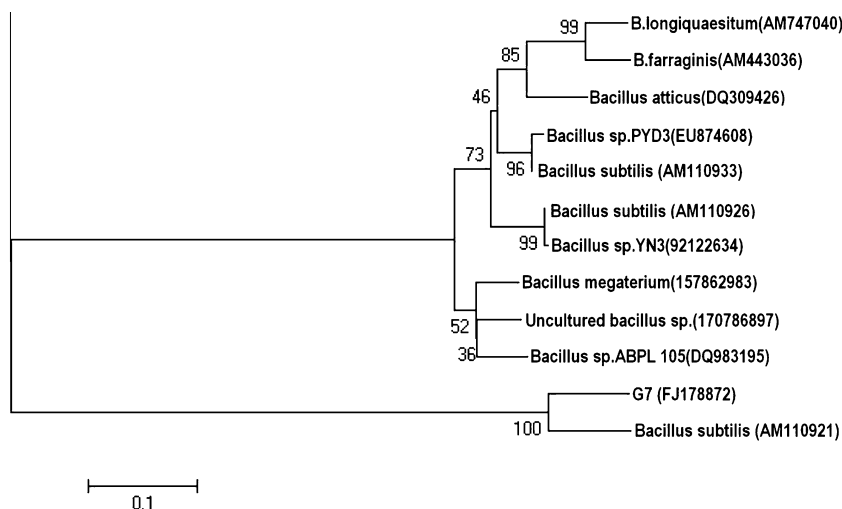 B.longiquaesitum(AM747040)
99
B.farraginis(AM443036)
85
Bacillus atticus(DQ309426)
46
Bacillus sp.PYD3(EU874608)
73
96
Bacillus subtilis (AM110933)
Bacillus subtilis (AM110926)
99
Bacillus sp.YN3(92122634)
Bacillus megaterium(157862983)
52
Uncultured bacillus sp.(170786897)
36
Bacillus sp.ABPL 105(DQ983195)
G7 (FJ178872)
100
Bacillus subtilis (AM110921)
0.1